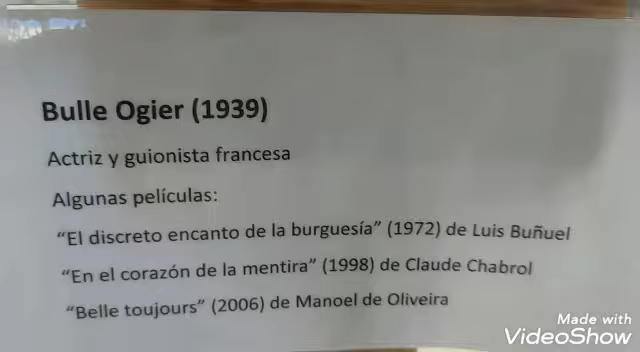 Bulle Ogier (1939)
Actriz y guionista francesa
Algunas películas:
“El discreto encanto de la burguesía” (1972) de Luis Buñuel
“En el corazón de la mentira” (1998) de Claude Chabrol
“Belle toujours” (2006) de Manoel de Oliveira
Made with
VideoShow